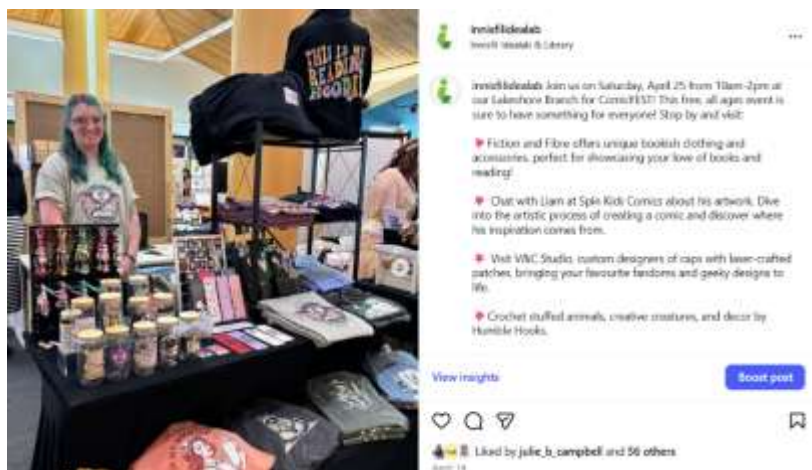 THIS IS MY
READING
HOODIE
innisfilidealab
Innisfil Idealab & Library
innisfilidealab Join us on Saturday, April 25 from 10am-2pm at
our Lakeshore Branch for ComicFEST! This free, all ages event is
sure to have something for everyone! Stop by and visit:
Fiction and Fibre offers unique bookish clothing and
accessories, perfect for showcasing your love of books and
reading!
Chat with Liam at Spin Kids Comics about his artwork. Dive
into the artistic process of creating a comic and discover where
his inspiration comes from.
Visit V&C Studio, custom designers of caps with laser-crafted
patches, bringing your favourite fandoms and geeky designs to
life.
Crochet stuffed animals, creative creatures, and decor by
Humble Hooks.
View insights
Boost post
Liked by julie_b_campbell and 56 others